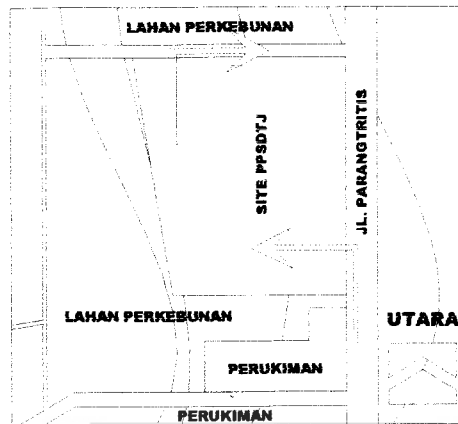 LAHAN PERKEBUNAN
SITE PPSDTJ
JL. PARANGTRITIS
LAHAN PERKEBUNAN
UTARA
PERUKIMAN
PERUKIMAN